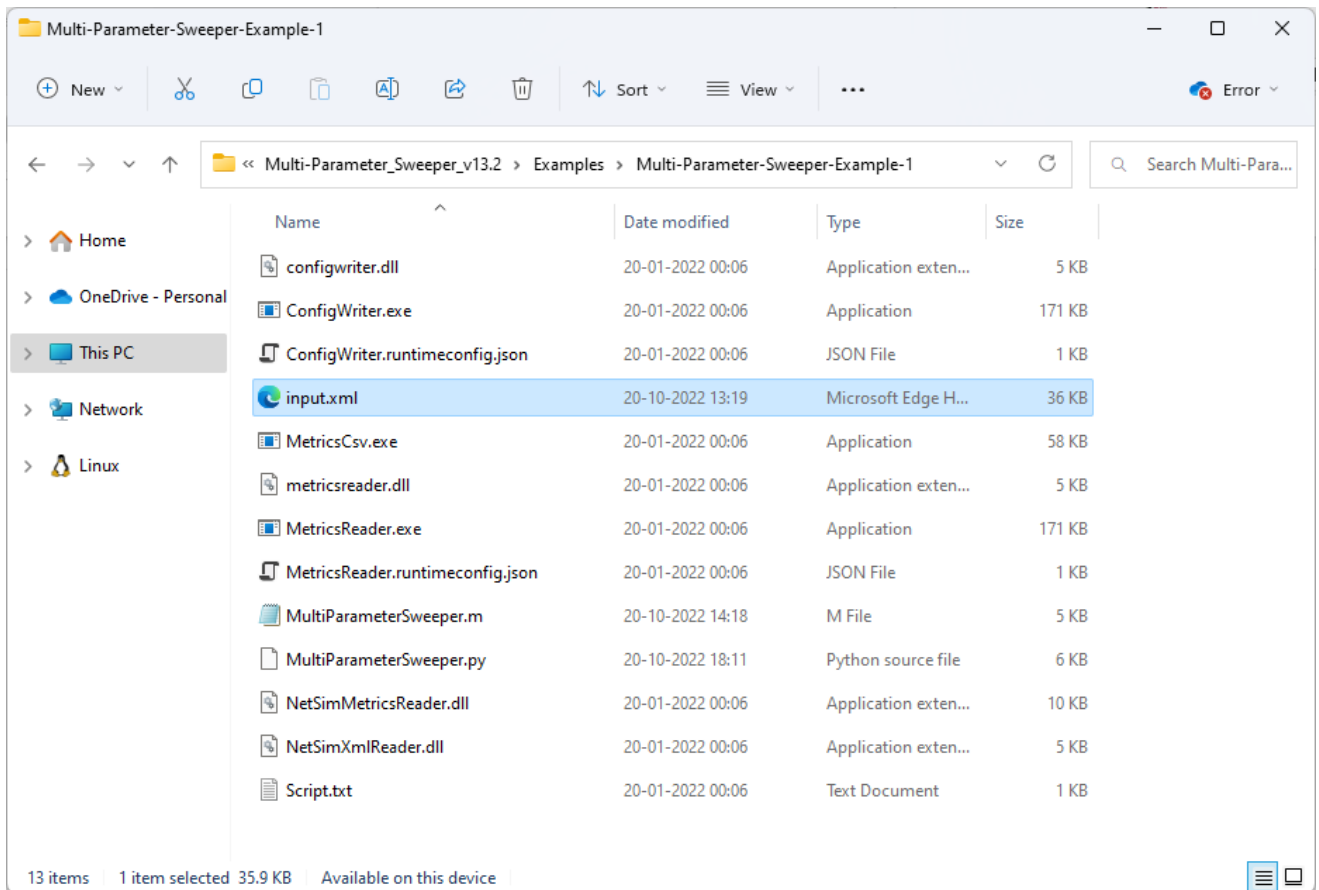 Multi-Parameter-Sweeper-Example-1
New Sort View ... Error
« Multi-Parameter_Sweeper_v13.2 > Examples > Multi-Parameter-Sweeper-Example-1 Search Multi-Para...
Home
OneDrive - Personal
This PC
Network
Linux
Name Date modified Type Size
configwriter.dll 20-01-2022 00:06 Application exten... 5 KB
ConfigWriter.exe 20-01-2022 00:06 Application 171 KB
ConfigWriter.runtimeconfig.json 20-01-2022 00:06 JSON File 1 KB
input.xml 20-10-2022 13:19 Microsoft Edge H... 36 KB
MetricsCsv.exe 20-01-2022 00:06 Application 58 KB
metricsreader.dll 20-01-2022 00:06 Application exten... 5 KB
MetricsReader.exe 20-01-2022 00:06 Application 171 KB
MetricsReader.runtimeconfig.json 20-01-2022 00:06 JSON File 1 KB
MultiParameterSweeper.m 20-10-2022 14:18 M File 5 KB
MultiParameterSweeper.py 20-10-2022 18:11 Python source file 6 KB
NetSimMetricsReader.dll 20-01-2022 00:06 Application exten... 10 KB
NetSimXmlReader.dll 20-01-2022 00:06 Application exten... 5 KB
Script.txt 20-01-2022 00:06 Text Document 1 KB
13 items 1 item selected 35.9 KB Available on this device